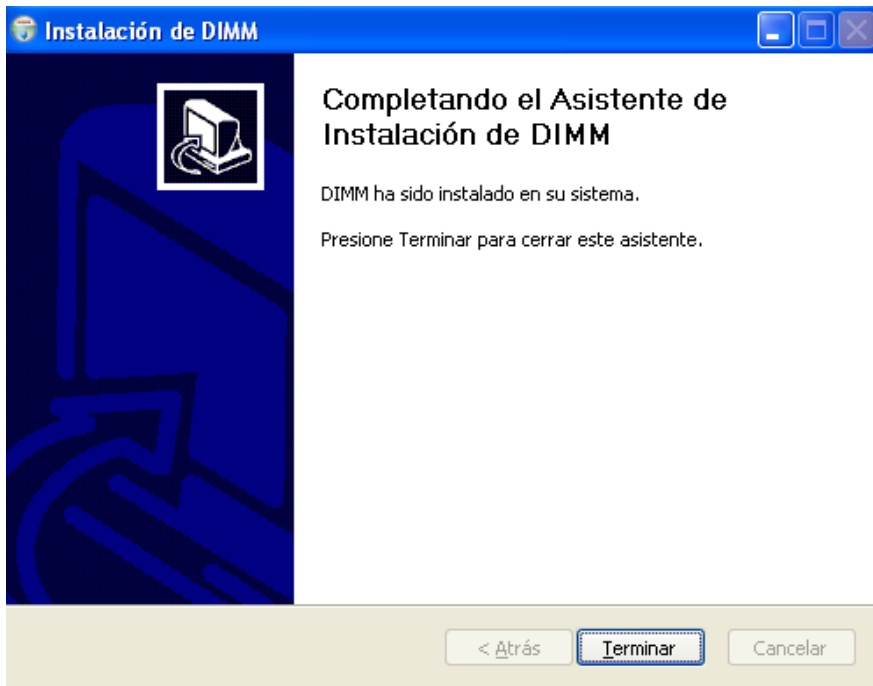 Instalación de DIMM
Completando el Asistente de
Instalación de DIMM
DIMM ha sido instalado en su sistema.
Presione Terminar para cerrar este asistente.
< Atrás
Terminar
Cancelar